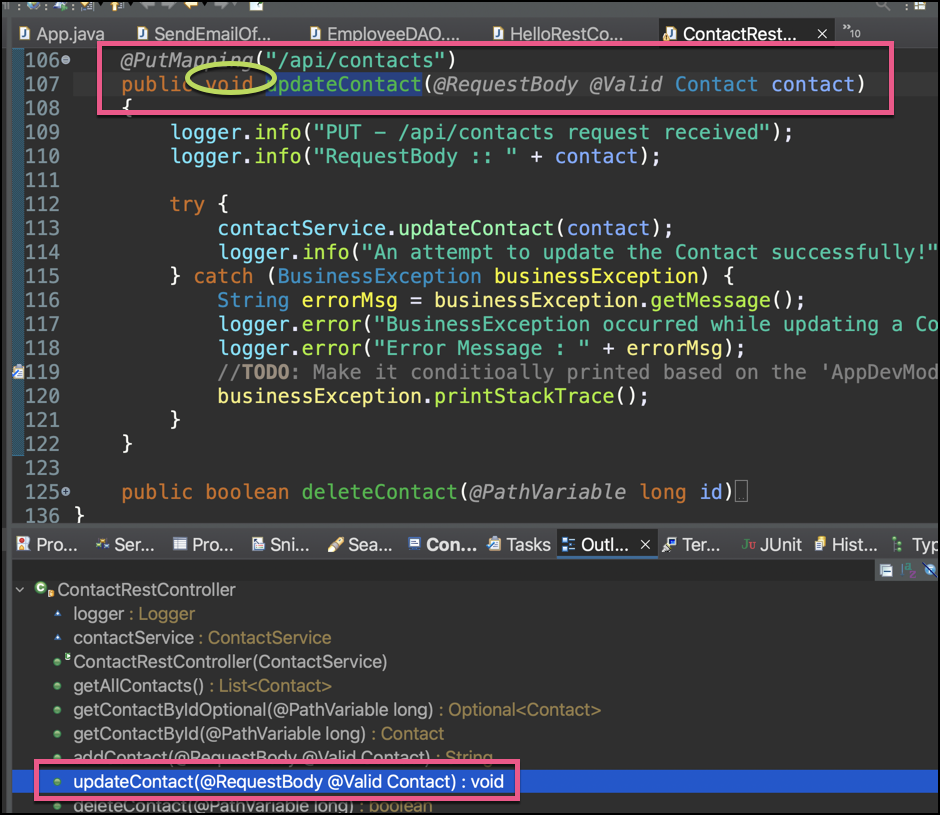 App.java SendEmailOf... EmployeeDAO.... HelloRestCo... ContactRest... × »10
106 @PutMapping("/api/contacts")
107 public void updateContact(@RequestBody @Valid Contact contact)
108 {
109 logger.info("PUT - /api/contacts request received");
110 logger.info("RequestBody :: " + contact);
111
112 try {
113 contactService.updateContact(contact);
114 logger.info("An attempt to update the Contact successfully!"
115 } catch (BusinessException businessException) {
116 String errorMsg = businessException.getMessage();
117 logger.error("BusinessException occurred while updating a Co
118 logger.error("Error Message : " + errorMsg);
119 //TODO: Make it conditioally printed based on the 'AppDevMod
120 businessException.printStackTrace();
121 }
122 }
123
125 public boolean deleteContact(@PathVariable long id)
136 }
Pro... Ser... Pro... Sni... Sea... Con... Tasks Outl... × Ter... JUnit Hist... Typ
ContactRestController
logger : Logger
contactService : ContactService
ContactRestController(ContactService)
getAllContacts() : List<Contact>
getContactByIdOptional(@PathVariable long) : Optional<Contact>
getContactById(@PathVariable long) : Contact
addContact(@RequestBody @Valid Contact) : String
updateContact(@RequestBody @Valid Contact) : void
deleteContact(@PathVariable long) : boolean